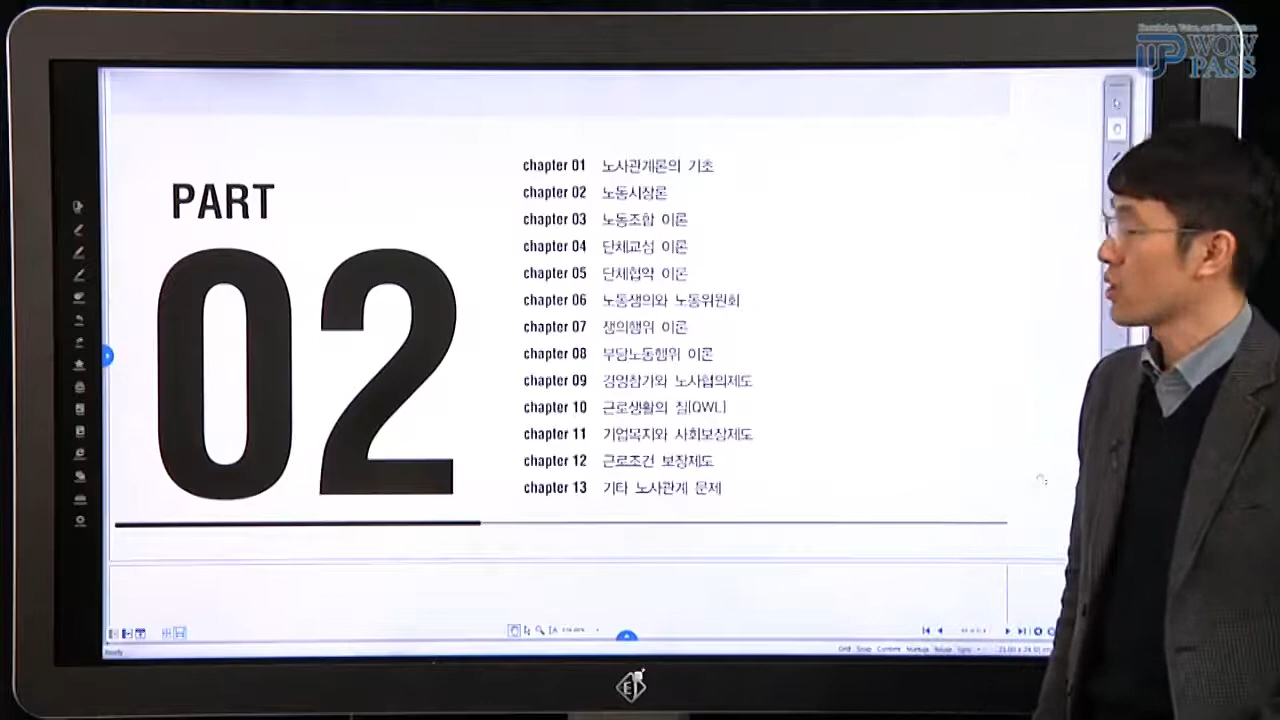 WOW
PASS
PART
02
chapter 01 노사관계론의 기초
chapter 02 노동시장론
chapter 03 노동조합 이론
chapter 04 단체교섭 이론
chapter 05 단체협약 이론
chapter 06 노동쟁의와 노동위원회
chapter 07 쟁의행위 이론
chapter 08 부당노동행위 이론
chapter 09 경영참가와 노사협의제도
chapter 10 근로생활의 질[QWL]
chapter 11 기업복지와 사회보장제도
chapter 12 근로조건 보장제도
chapter 13 기타 노사관계 문제
Ready